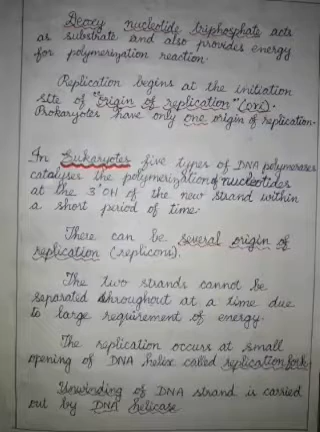 Deoxy nucleotide triphosphate acts
as substrate and also provides energy
for polymerization reaction.
Replication begins at the initiation
site of "origin of replication" (ori).
Prokaryotes have only one origin of replication.
In Eukaryotes five types of DNA polymerases
catalyses the polymerization of nucleotides
at the 3'OH of the new strand within
a short period of time.
There can be several origin of
replication (replicons).
The two strands cannot be
separated throughout at a time due
to large requirement of energy.
The replication occurs at small
opening of DNA helix called replication fork
Unwinding of DNA strand is carried
out by DNA helicase